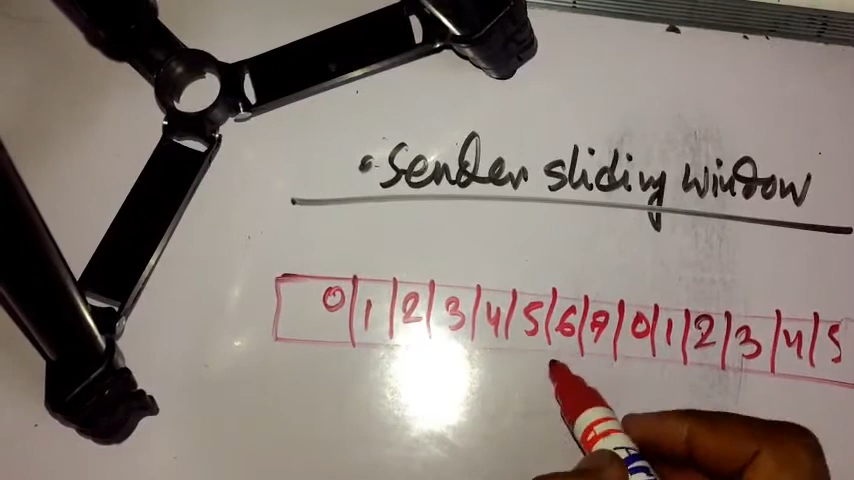 • Sender sliding window
0 | 1 | 2 | 3 | 4 | 5 | 6 | 7 | 0 | 1 | 2 | 3 | 4 | 5